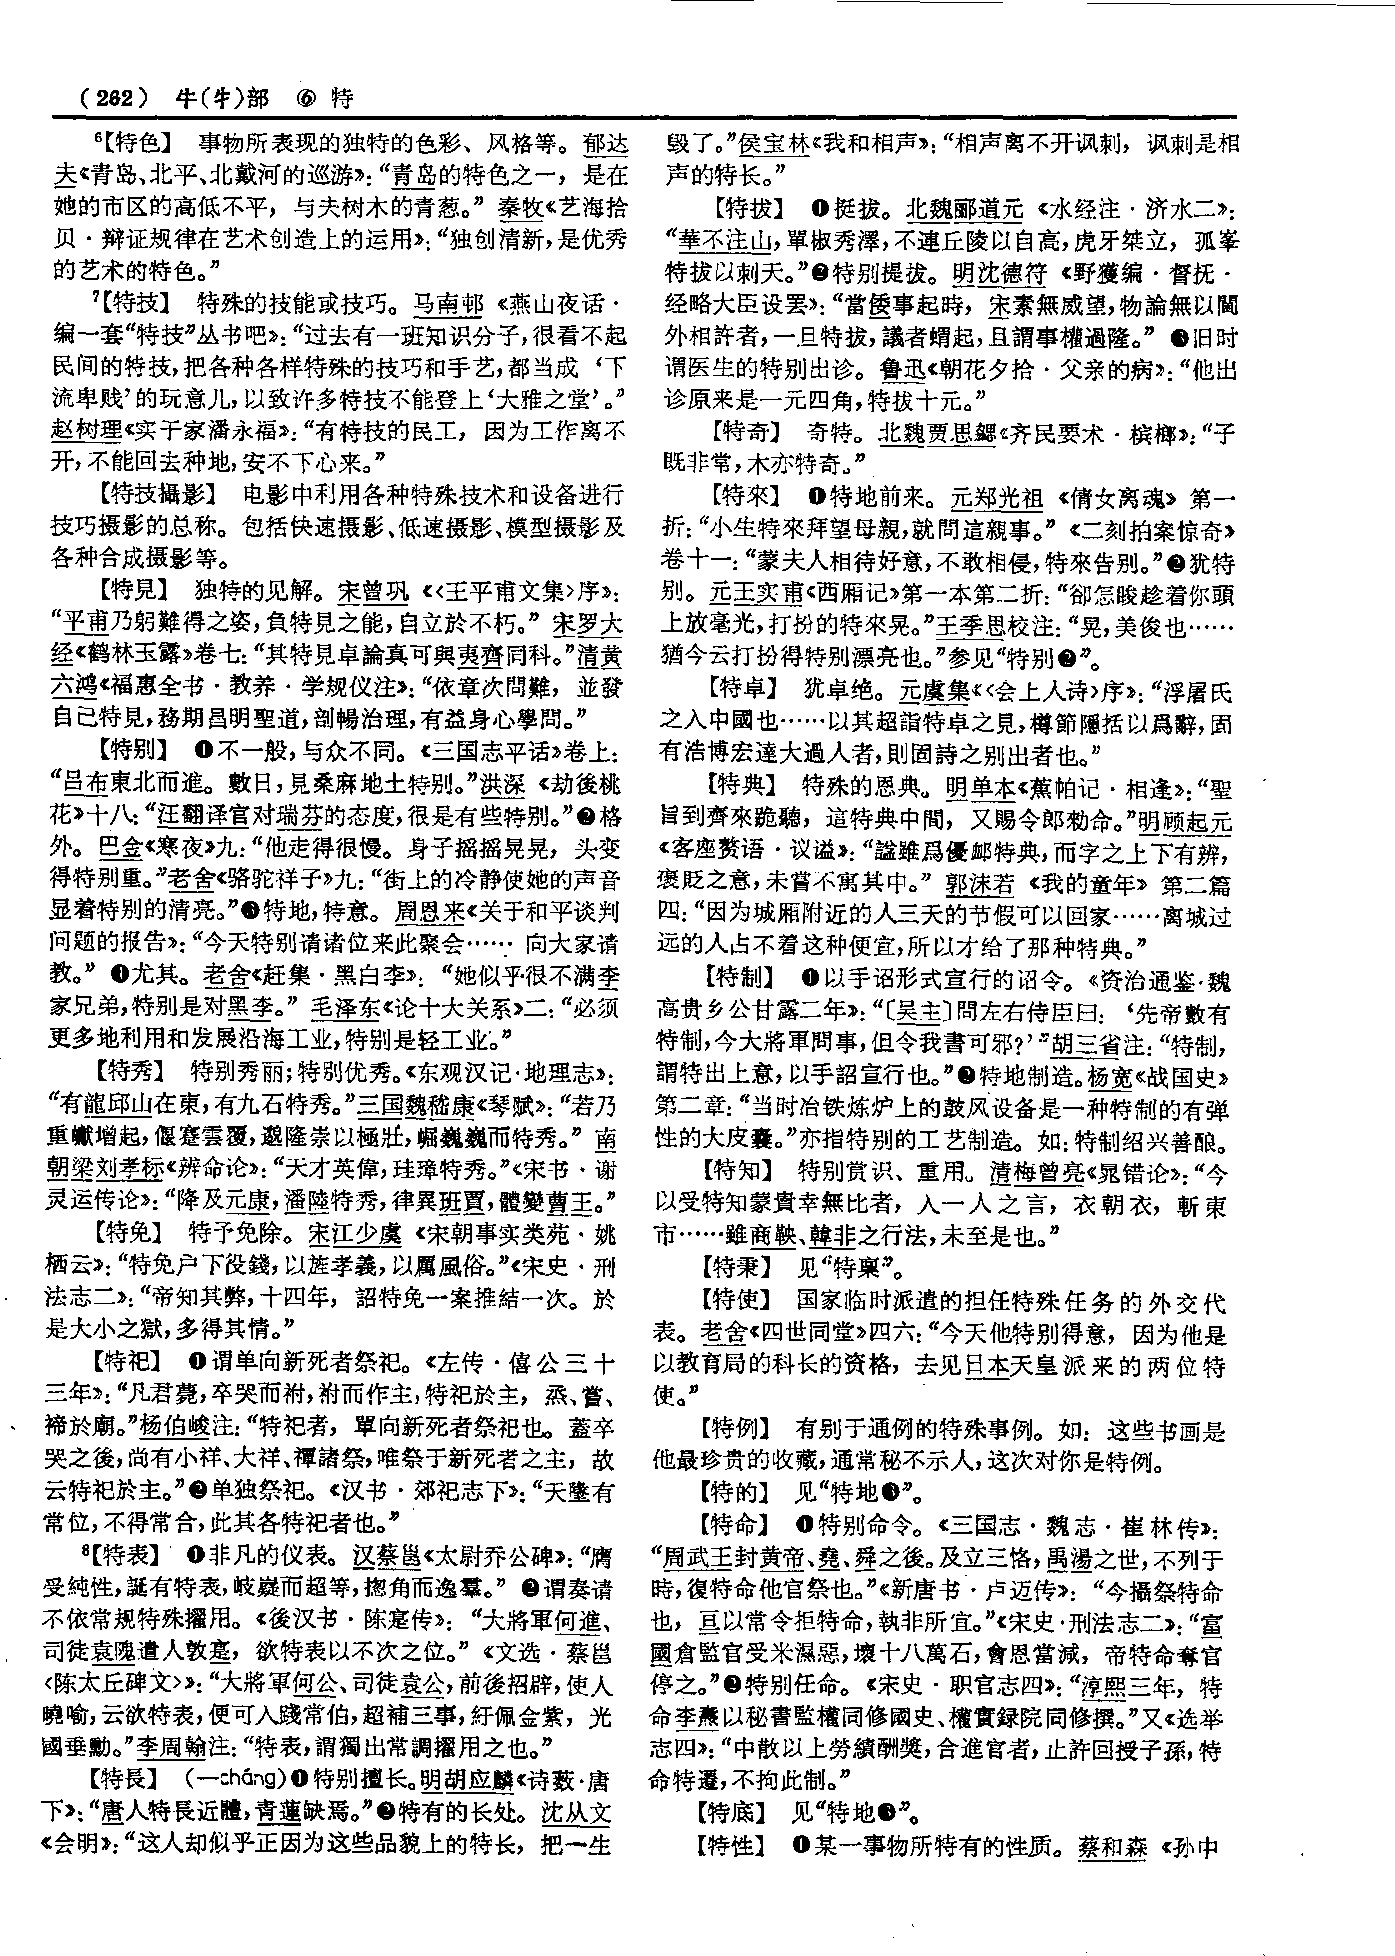 (262) 牛(牜)部 ⑥ 特
⁶【特色】 事物所表现的独特的色彩、风格等。郁达
夫《青岛、北平、北戴河的巡游》：“青岛的特色之一，是在
她的市区的高低不平，与夫树木的青葱。” 秦牧《艺海拾
贝·辩证规律在艺术创造上的运用》：“独创清新，是优秀
的艺术的特色。”
⁷【特技】 特殊的技能或技巧。马南邨《燕山夜话·
编一套“特技”丛书吧》：“过去有一班知识分子，很看不起
民间的特技，把各种各样特殊的技巧和手艺，都当成‘下
流卑贱’的玩意儿，以致许多特技不能登上‘大雅之堂’。”
赵树理《实干家潘永福》：“有特技的民工，因为工作离不
开，不能回去种地，安不下心来。”
【特技攝影】 电影中利用各种特殊技术和设备进行
技巧摄影的总称。包括快速摄影、低速摄影、模型摄影及
各种合成摄影等。
【特見】 独特的见解。宋曾巩《〈王平甫文集〉序》：
“平甫乃躬難得之姿，負特見之能，自立於不朽。” 宋罗大
经《鹤林玉露》卷七：“其特見卓論真可與夷齊同科。”清黄
六鸿《福惠全书·教养·学规仪注》：“依章次問難，並發
自己特見，務期昌明聖道，剖暢治理，有益身心學問。”
【特别】 ❶不一般，与众不同。《三国志平话》卷上：
“吕布東北而進。數日，見桑麻地土特别。”洪深《劫後桃
花》十八：“汪翻译官对瑞芬的态度，很是有些特别。”❷格
外。巴金《寒夜》九：“他走得很慢。身子摇摇晃晃，头变
得特别重。”老舍《骆驼祥子》九：“街上的冷静使她的声音
显着特别的清亮。”❸特地，特意。周恩来《关于和平谈判
问题的报告》：“今天特别请诸位来此聚会……向大家请
教。” ❹尤其。老舍《赶集·黑白李》：“她似乎很不满李
家兄弟，特别是对黑李。” 毛泽东《论十大关系》二：“必须
更多地利用和发展沿海工业，特别是轻工业。”
【特秀】 特别秀丽；特别优秀。《东观汉记·地理志》：
“有龍邱山在東，有九石特秀。”三国魏嵇康《琴赋》：“若乃
重巘增起，偃蹇雲覆，邈隆崇以極壯，崛巍巍而特秀。” 南
朝梁刘孝标《辨命论》：“天才英偉，珪璋特秀。”《宋书·谢
灵运传论》：“降及元康，潘陸特秀，律異班賈，體變曹王。”
【特免】 特予免除。宋江少虞《宋朝事实类苑·姚
栖云》：“特免户下役錢，以旌孝義，以厲風俗。”《宋史·刑
法志二》：“帝知其弊，十四年，詔特免一案推結一次。於
是大小之獄，多得其情。”
【特祀】 ❶谓单向新死者祭祀。《左传·僖公三十
三年》：“凡君薨，卒哭而祔，祔而作主，特祀於主，烝、嘗、
禘於廟。”杨伯峻注：“特祀者，單向新死者祭祀也。蓋卒
哭之後，尚有小祥、大祥、禫諸祭，唯祭于新死者之主，故
云特祀於主。”❷单独祭祀。《汉书·郊祀志下》：“天墬有
常位，不得常合，此其各特祀者也。”
⁸【特表】 ❶非凡的仪表。汉蔡邕《太尉乔公碑》：“膺
受純性，誕有特表，岐嶷而超等，揔角而逸羣。” ❷谓奏请
不依常规特殊擢用。《後汉书·陈寔传》：“大將軍何進、
司徒袁隗遣人敦寔，欲特表以不次之位。”《文选·蔡邕
〈陈太丘碑文〉》：“大將軍何公、司徒袁公，前後招辟，使人
曉喻，云欲特表，便可入践常伯，超補三事，紆佩金紫，光
國垂勳。”李周翰注：“特表，謂獨出常調擢用之也。”
【特長】 (—cháng)❶特别擅长。明胡应麟《诗薮·唐
下》：“唐人特長近體，青蓮缺焉。”❷特有的长处。沈从文
《会明》：“这人却似乎正因为这些品貌上的特长，把一生
毁了。”侯宝林《我和相声》：“相声离不开讽刺，讽刺是相
声的特长。”
【特拔】 ❶挺拔。北魏郦道元《水经注·济水二》：
“華不注山，單椒秀澤，不連丘陵以自高，虎牙桀立，孤峯
特拔以刺天。”❷特别提拔。明沈德符《野獲编·督抚·
经略大臣设罢》：“當倭事起時，宋素無威望，物論無以閫
外相許者，一旦特拔，議者蝟起，且謂事權過隆。” ❸旧时
谓医生的特别出诊。鲁迅《朝花夕拾·父亲的病》：“他出
诊原来是一元四角，特拔十元。”
【特奇】 奇特。北魏贾思勰《齐民要术·槟榔》：“子
既非常，木亦特奇。”
【特來】 ❶特地前来。元郑光祖《倩女离魂》第一
折：“小生特來拜望母親，就問這親事。”《二刻拍案惊奇》
卷十一：“蒙夫人相待好意，不敢相侵，特來告别。”❷犹特
别。元王实甫《西厢记》第一本第二折：“卻怎睃趁着你頭
上放毫光，打扮的特來晃。”王季思校注：“晃，美俊也……
猶今云打扮得特别漂亮也。”参见“特别❷”。
【特卓】 犹卓绝。元虞集《〈会上人诗〉序》：“浮屠氏
之入中國也……以其超詣特卓之見，樽節隱括以爲辭，固
有浩博宏達大過人者，則固詩之别出者也。”
【特典】 特殊的恩典。明单本《蕉帕记·相逢》：“聖
旨到齊來跪聽，這特典中間，又賜令郎勅命。”明顾起元
《客座赘语·议谥》：“諡雖爲優卹特典，而字之上下有辨，
褒貶之意，未嘗不寓其中。” 郭沫若《我的童年》第二篇
四：“因为城厢附近的人三天的节假可以回家……离城过
远的人占不着这种便宜，所以才给了那种特典。”
【特制】 ❶以手诏形式宣行的诏令。《资治通鉴·魏
高贵乡公甘露二年》：“〔吴主〕問左右侍臣曰：‘先帝數有
特制，今大將軍問事，但令我書可邪？’”胡三省注：“特制，
謂特出上意，以手詔宣行也。”❷特地制造。杨宽《战国史》
第二章：“当时冶铁炼炉上的鼓风设备是一种特制的有弹
性的大皮囊。”亦指特别的工艺制造。如：特制绍兴善酿。
【特知】 特别赏识、重用。清梅曾亮《晁错论》：“今
以受特知蒙貴幸無比者，入一人之言，衣朝衣，斬東
市……雖商鞅、韓非之行法，未至是也。”
【特秉】 见“特稟”。
【特使】 国家临时派遣的担任特殊任务的外交代
表。老舍《四世同堂》四六：“今天他特别得意，因为他是
以教育局的科长的资格，去见日本天皇派来的两位特
使。”
【特例】 有别于通例的特殊事例。如：这些书画是
他最珍贵的收藏，通常秘不示人，这次对你是特例。
【特的】 见“特地❸”。
【特命】 ❶特别命令。《三国志·魏志·崔林传》：
“周武王封黄帝、堯、舜之後。及立三恪，禹湯之世，不列于
時，復特命他官祭也。”《新唐书·卢迈传》：“今攝祭特命
也，亘以常令拒特命，執非所宜。”《宋史·刑法志二》：“富
國倉監官受米濕惡，壞十八萬石，會恩當減，帝特命奪官
停之。”❷特别任命。《宋史·职官志四》：“淳熙三年，特
命李燾以秘書監權同修國史、權實録院同修撰。”又《选举
志四》：“中散以上勞績酬獎，合進官者，止許回授子孫，特
命特遷，不拘此制。”
【特底】 见“特地❸”。
【特性】 ❶某一事物所特有的性质。蔡和森《孙中